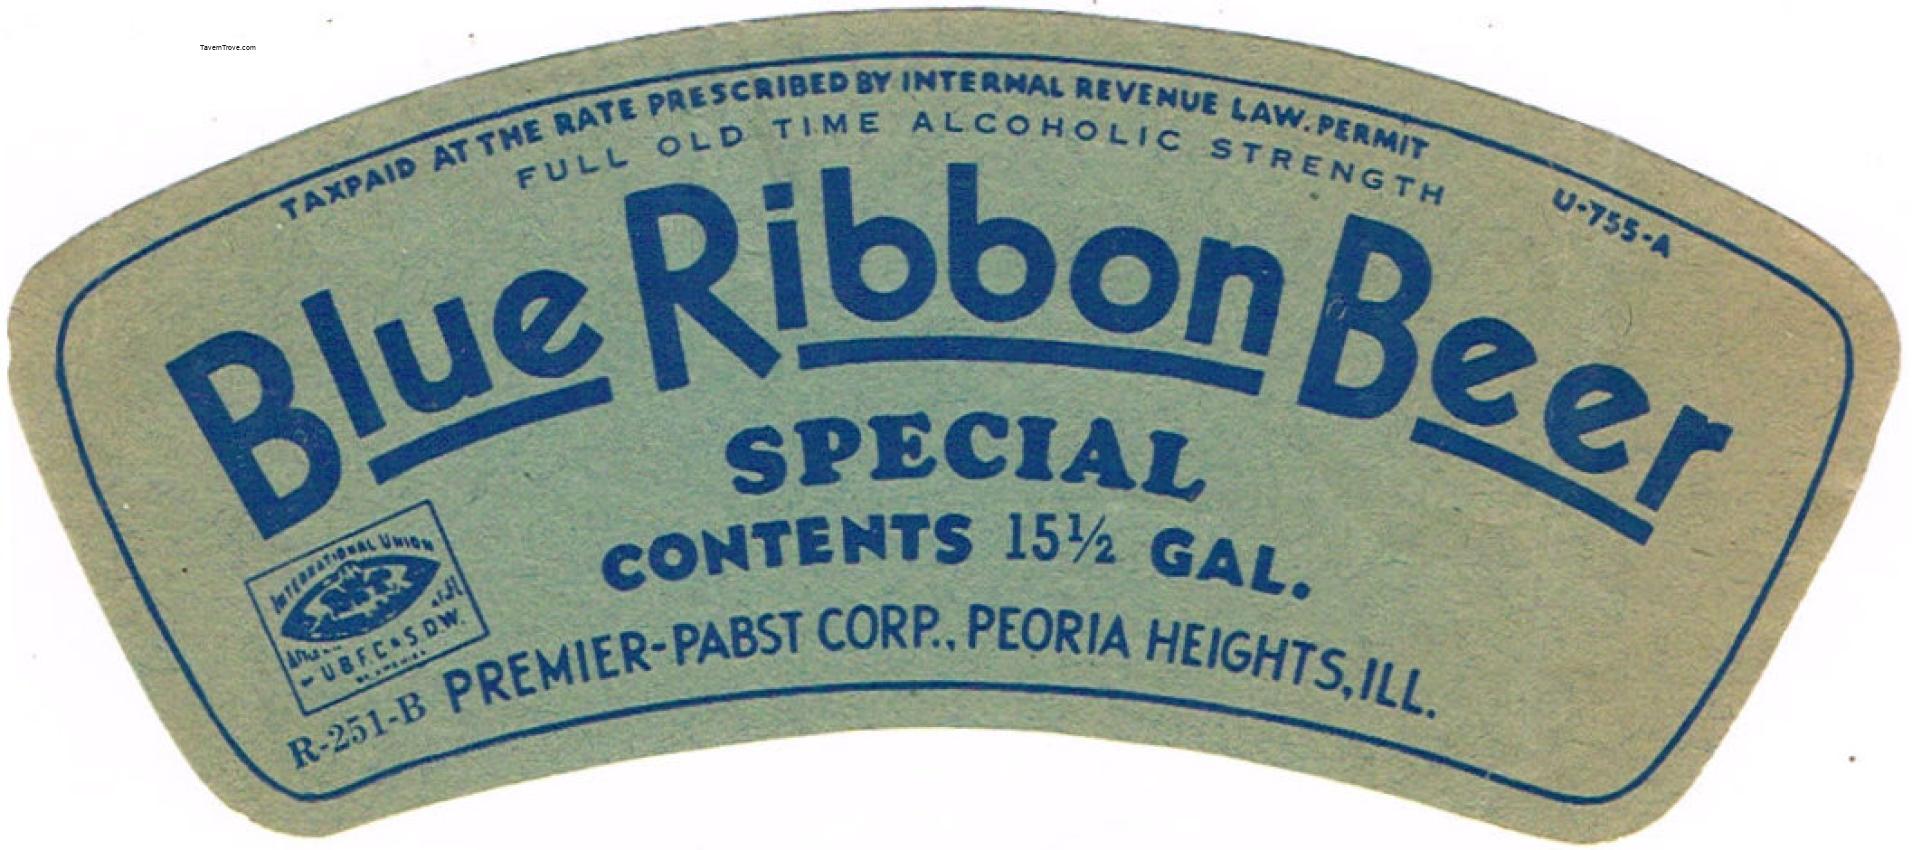 TavernTrove.com
TAXPAID AT THE RATE PRESCRIBED BY INTERNAL REVENUE LAW. PERMIT U-755-A
FULL OLD TIME ALCOHOLIC STRENGTH
Blue Ribbon Beer
SPECIAL
CONTENTS 15½ GAL.
PREMIER-PABST CORP., PEORIA HEIGHTS, ILL.
INTERNATIONAL UNION
U.B.F.C.&S.D.W.
R-251-B